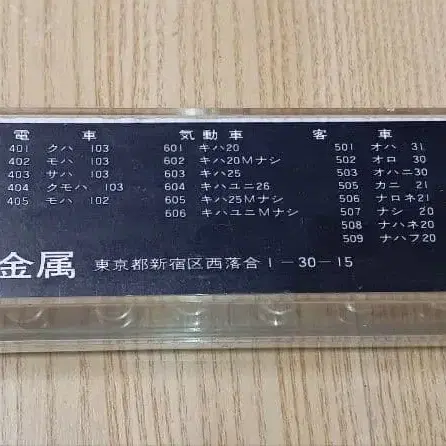 電車 気動車 客車
401 クハ 103 601 キハ20 501 オハ 31
402 モハ 103 602 キハ20Mナシ 502 オロ 30
403 サハ 103 603 キハ25 503 オハニ30
404 クモハ 103 604 キハユニ26 505 カニ 21
405 モハ 102 605 キハ25Mナシ 506 ナロネ21
606 キハユニMナシ 507 ナシ 20
508 ナハネ20
509 ナハフ20
金属 東京都新宿区西落合1-30-15